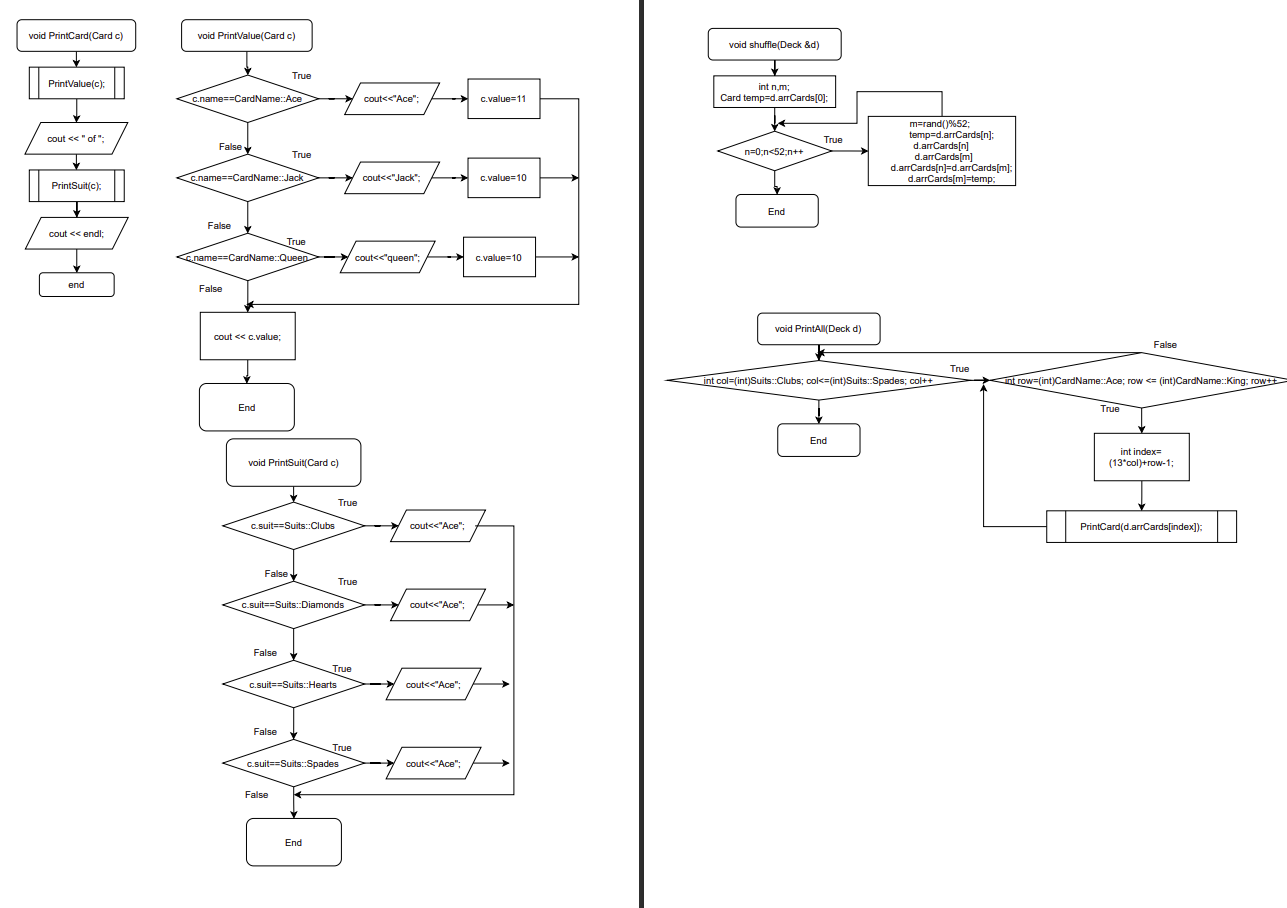 void PrintCard(Card c)
PrintValue(c);
cout << " of ";
PrintSuit(c);
cout << endl;
end
void PrintValue(Card c)
True
c.name==CardName::Ace
cout<<"Ace";
c.value=11
False
True
c.name==CardName::Jack
cout<<"Jack";
c.value=10
False
True
c.name==CardName::Queen
cout<<"queen";
c.value=10
False
cout << c.value;
End
void PrintSuit(Card c)
True
c.suit==Suits::Clubs
cout<<"Ace";
False
True
c.suit==Suits::Diamonds
cout<<"Ace";
False
True
c.suit==Suits::Hearts
cout<<"Ace";
False
True
c.suit==Suits::Spades
cout<<"Ace";
False
End
void shuffle(Deck &d)
int n,m;
Card temp=d.arrCards[0];
n=0;n<52;n++
True
m=rand()%52;
temp=d.arrCards[n];
d.arrCards[n]
d.arrCards[m]
d.arrCards[n]=d.arrCards[m];
d.arrCards[m]=temp;
End
void PrintAll(Deck d)
False
True
int col=(int)Suits::Clubs; col<=(int)Suits::Spades; col++
int row=(int)CardName::Ace; row <= (int)CardName::King; row++
True
End
int index=
(13*col)+row-1;
PrintCard(d.arrCards[index]);